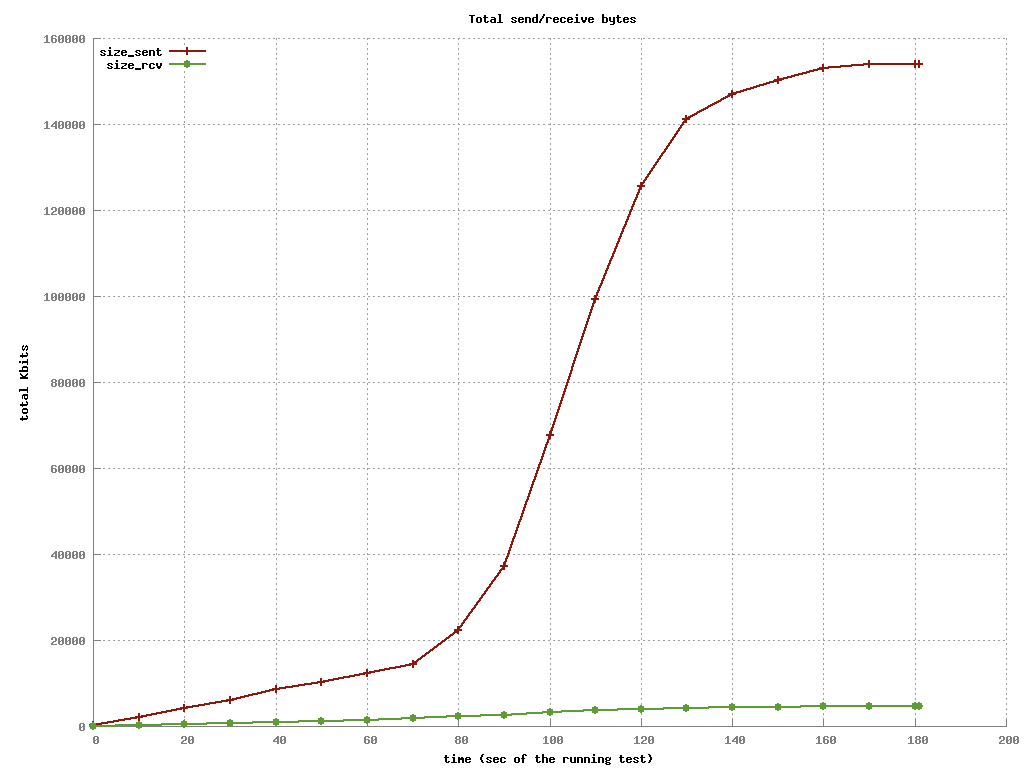 Total send/receive bytes
160000
size_sent
size_rcv
140000
120000
100000
80000
60000
40000
20000
0
total Kbits
0 20 40 60 80 100 120 140 160 180 200
time (sec of the running test)